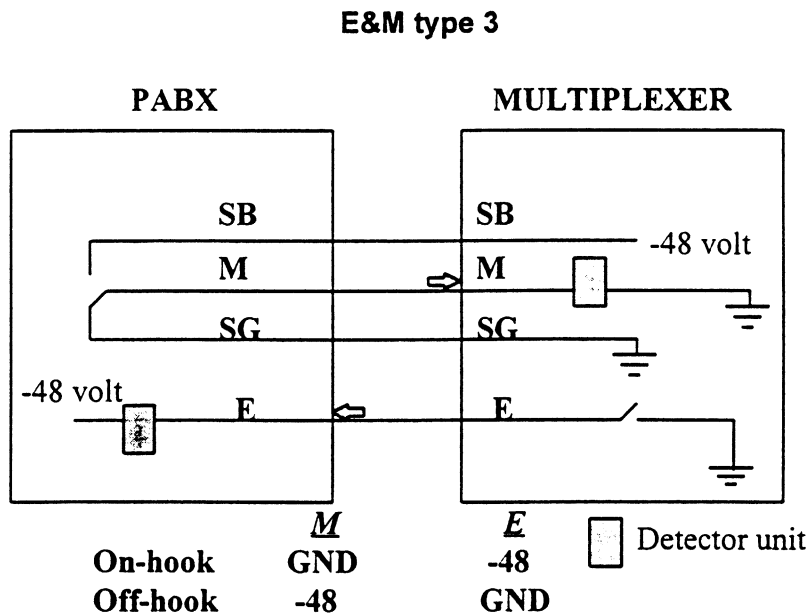 E&M type 3
PABX MULTIPLEXER
SB SB
-48 volt
M M
SG SG
-48 volt
E E
M E
Detector unit
On-hook GND -48
Off-hook -48 GND